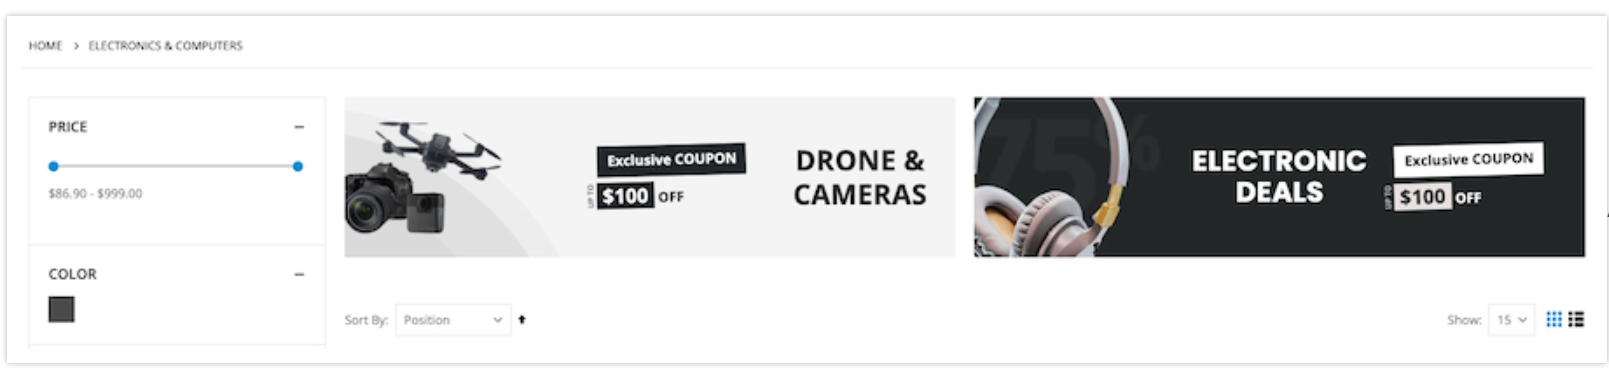 HOME > ELECTRONICS & COMPUTERS
PRICE
$86.90 - $999.00
COLOR
Exclusive COUPON
UP TO $100 OFF
DRONE &
CAMERAS
75%
ELECTRONIC
DEALS
Exclusive COUPON
UP TO $100 OFF
Sort By: Position
Show: 15